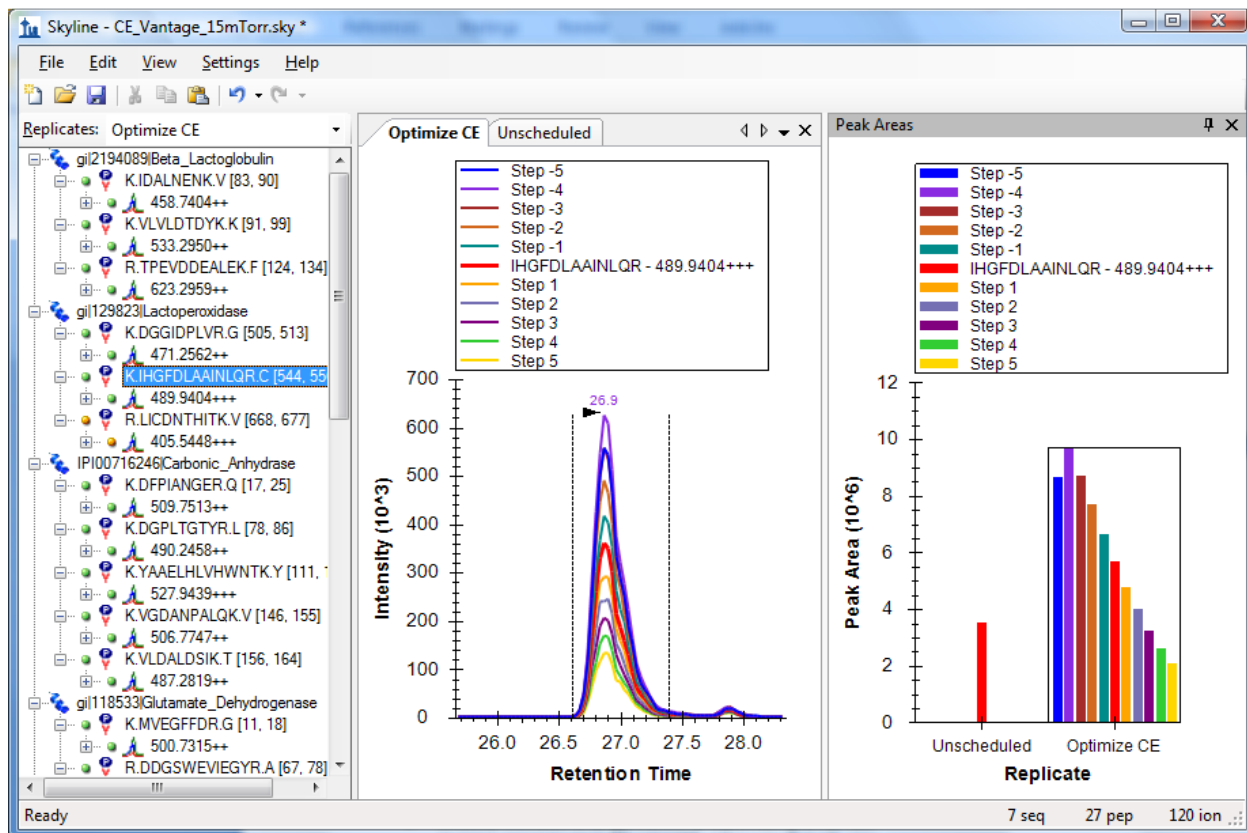 Skyline - CE_Vantage_15mTorr.sky *
File Edit View Settings Help
Replicates: Optimize CE
gi|2194089|Beta_Lactoglobulin
K.IDALNENK.V [83, 90]
458.7404++
K.VLVLDTDYK.K [91, 99]
533.2950++
R.TPEVDDEALEK.F [124, 134]
623.2959++
gi|129823|Lactoperoxidase
K.DGGIDPLVR.G [505, 513]
471.2562++
K.IHGFDLAAINLQR.C [544, 55
489.9404+++
R.LICDNTHITK.V [668, 677]
405.5448+++
IPI00716246|Carbonic_Anhydrase
K.DFPIANGER.Q [17, 25]
509.7513++
K.DGPLTGTYR.L [78, 86]
490.2458++
K.YAAELHLVHWNTK.Y [111, 1
527.9439+++
K.VGDANPALQK.V [146, 155]
506.7747++
K.VLDALDSIK.T [156, 164]
487.2819++
gi|118533|Glutamate_Dehydrogenase
K.MVEGFFDR.G [11, 18]
500.7315++
R.DDGSWEVIEGYR.A [67, 78]
Optimize CE Unscheduled
Step -5
Step -4
Step -3
Step -2
Step -1
IHGFDLAAINLQR - 489.9404+++
Step 1
Step 2
Step 3
Step 4
Step 5
26.9
700
600
500
400
300
200
100
0
Intensity (10^3)
26.0 26.5 27.0 27.5 28.0
Retention Time
Peak Areas
Step -5
Step -4
Step -3
Step -2
Step -1
IHGFDLAAINLQR - 489.9404+++
Step 1
Step 2
Step 3
Step 4
Step 5
12
10
8
6
4
2
0
Peak Area (10^6)
Unscheduled Optimize CE
Replicate
Ready 7 seq 27 pep 120 ion